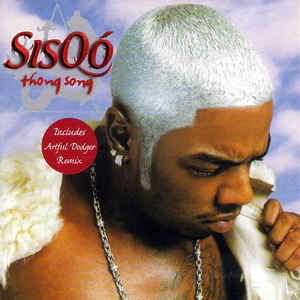 SISQÓ
thong song
Includes
Artful Dodger
Remix